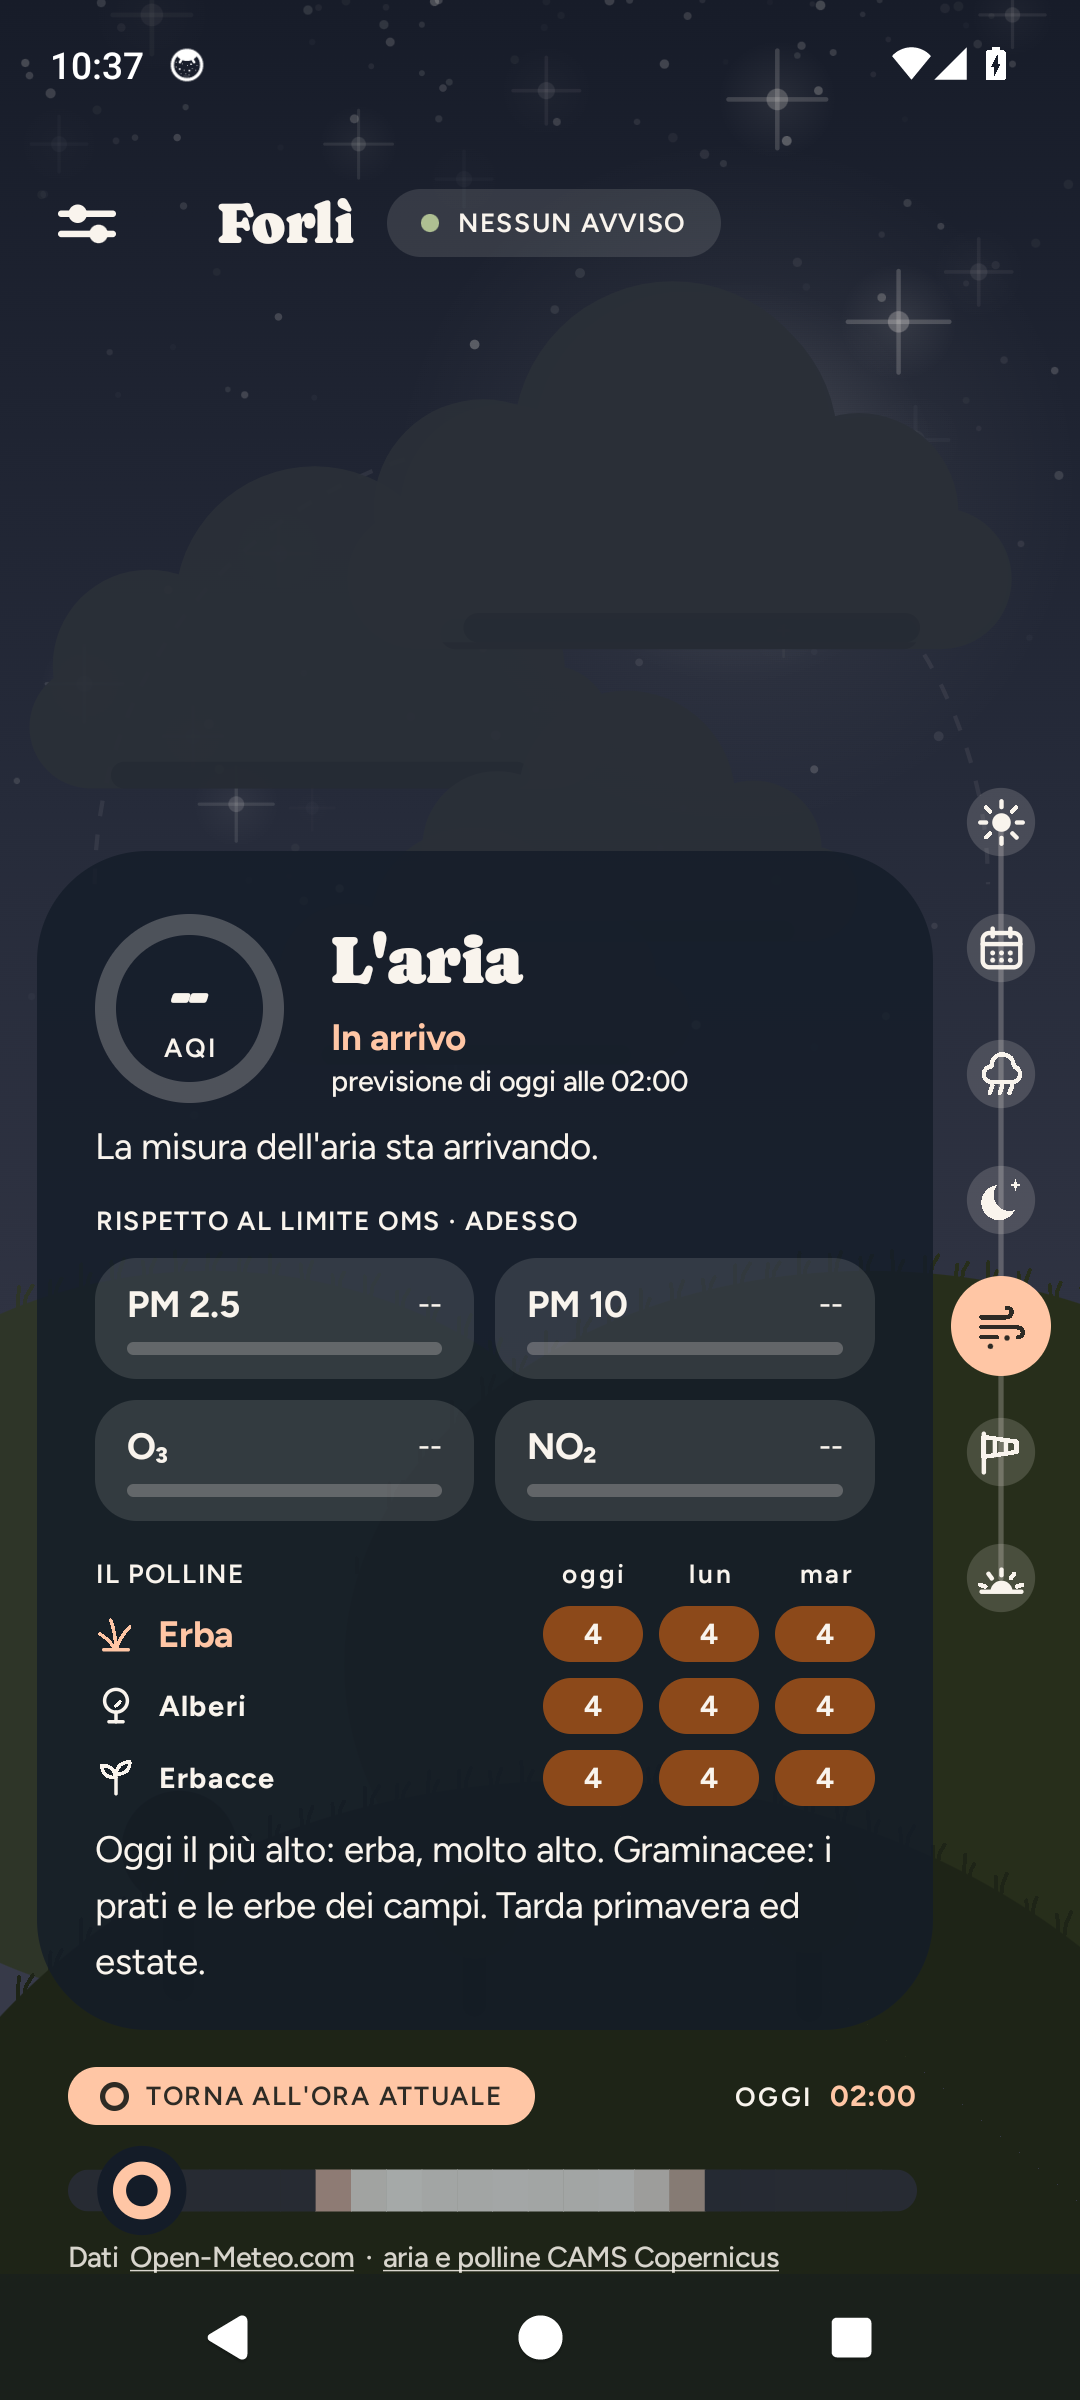 10:37
Forlì
NESSUN AVVISO
--
AQI
L'aria
In arrivo
previsione di oggi alle 02:00
La misura dell'aria sta arrivando.
RISPETTO AL LIMITE OMS · ADESSO
PM 2.5 --
PM 10 --
O₃ --
NO₂ --
IL POLLINE oggi lun mar
Erba 4 4 4
Alberi 4 4 4
Erbacce 4 4 4
Oggi il più alto: erba, molto alto. Graminacee: i
prati e le erbe dei campi. Tarda primavera ed
estate.
TORNA ALL'ORA ATTUALE
OGGI 02:00
Dati Open-Meteo.com · aria e polline CAMS Copernicus